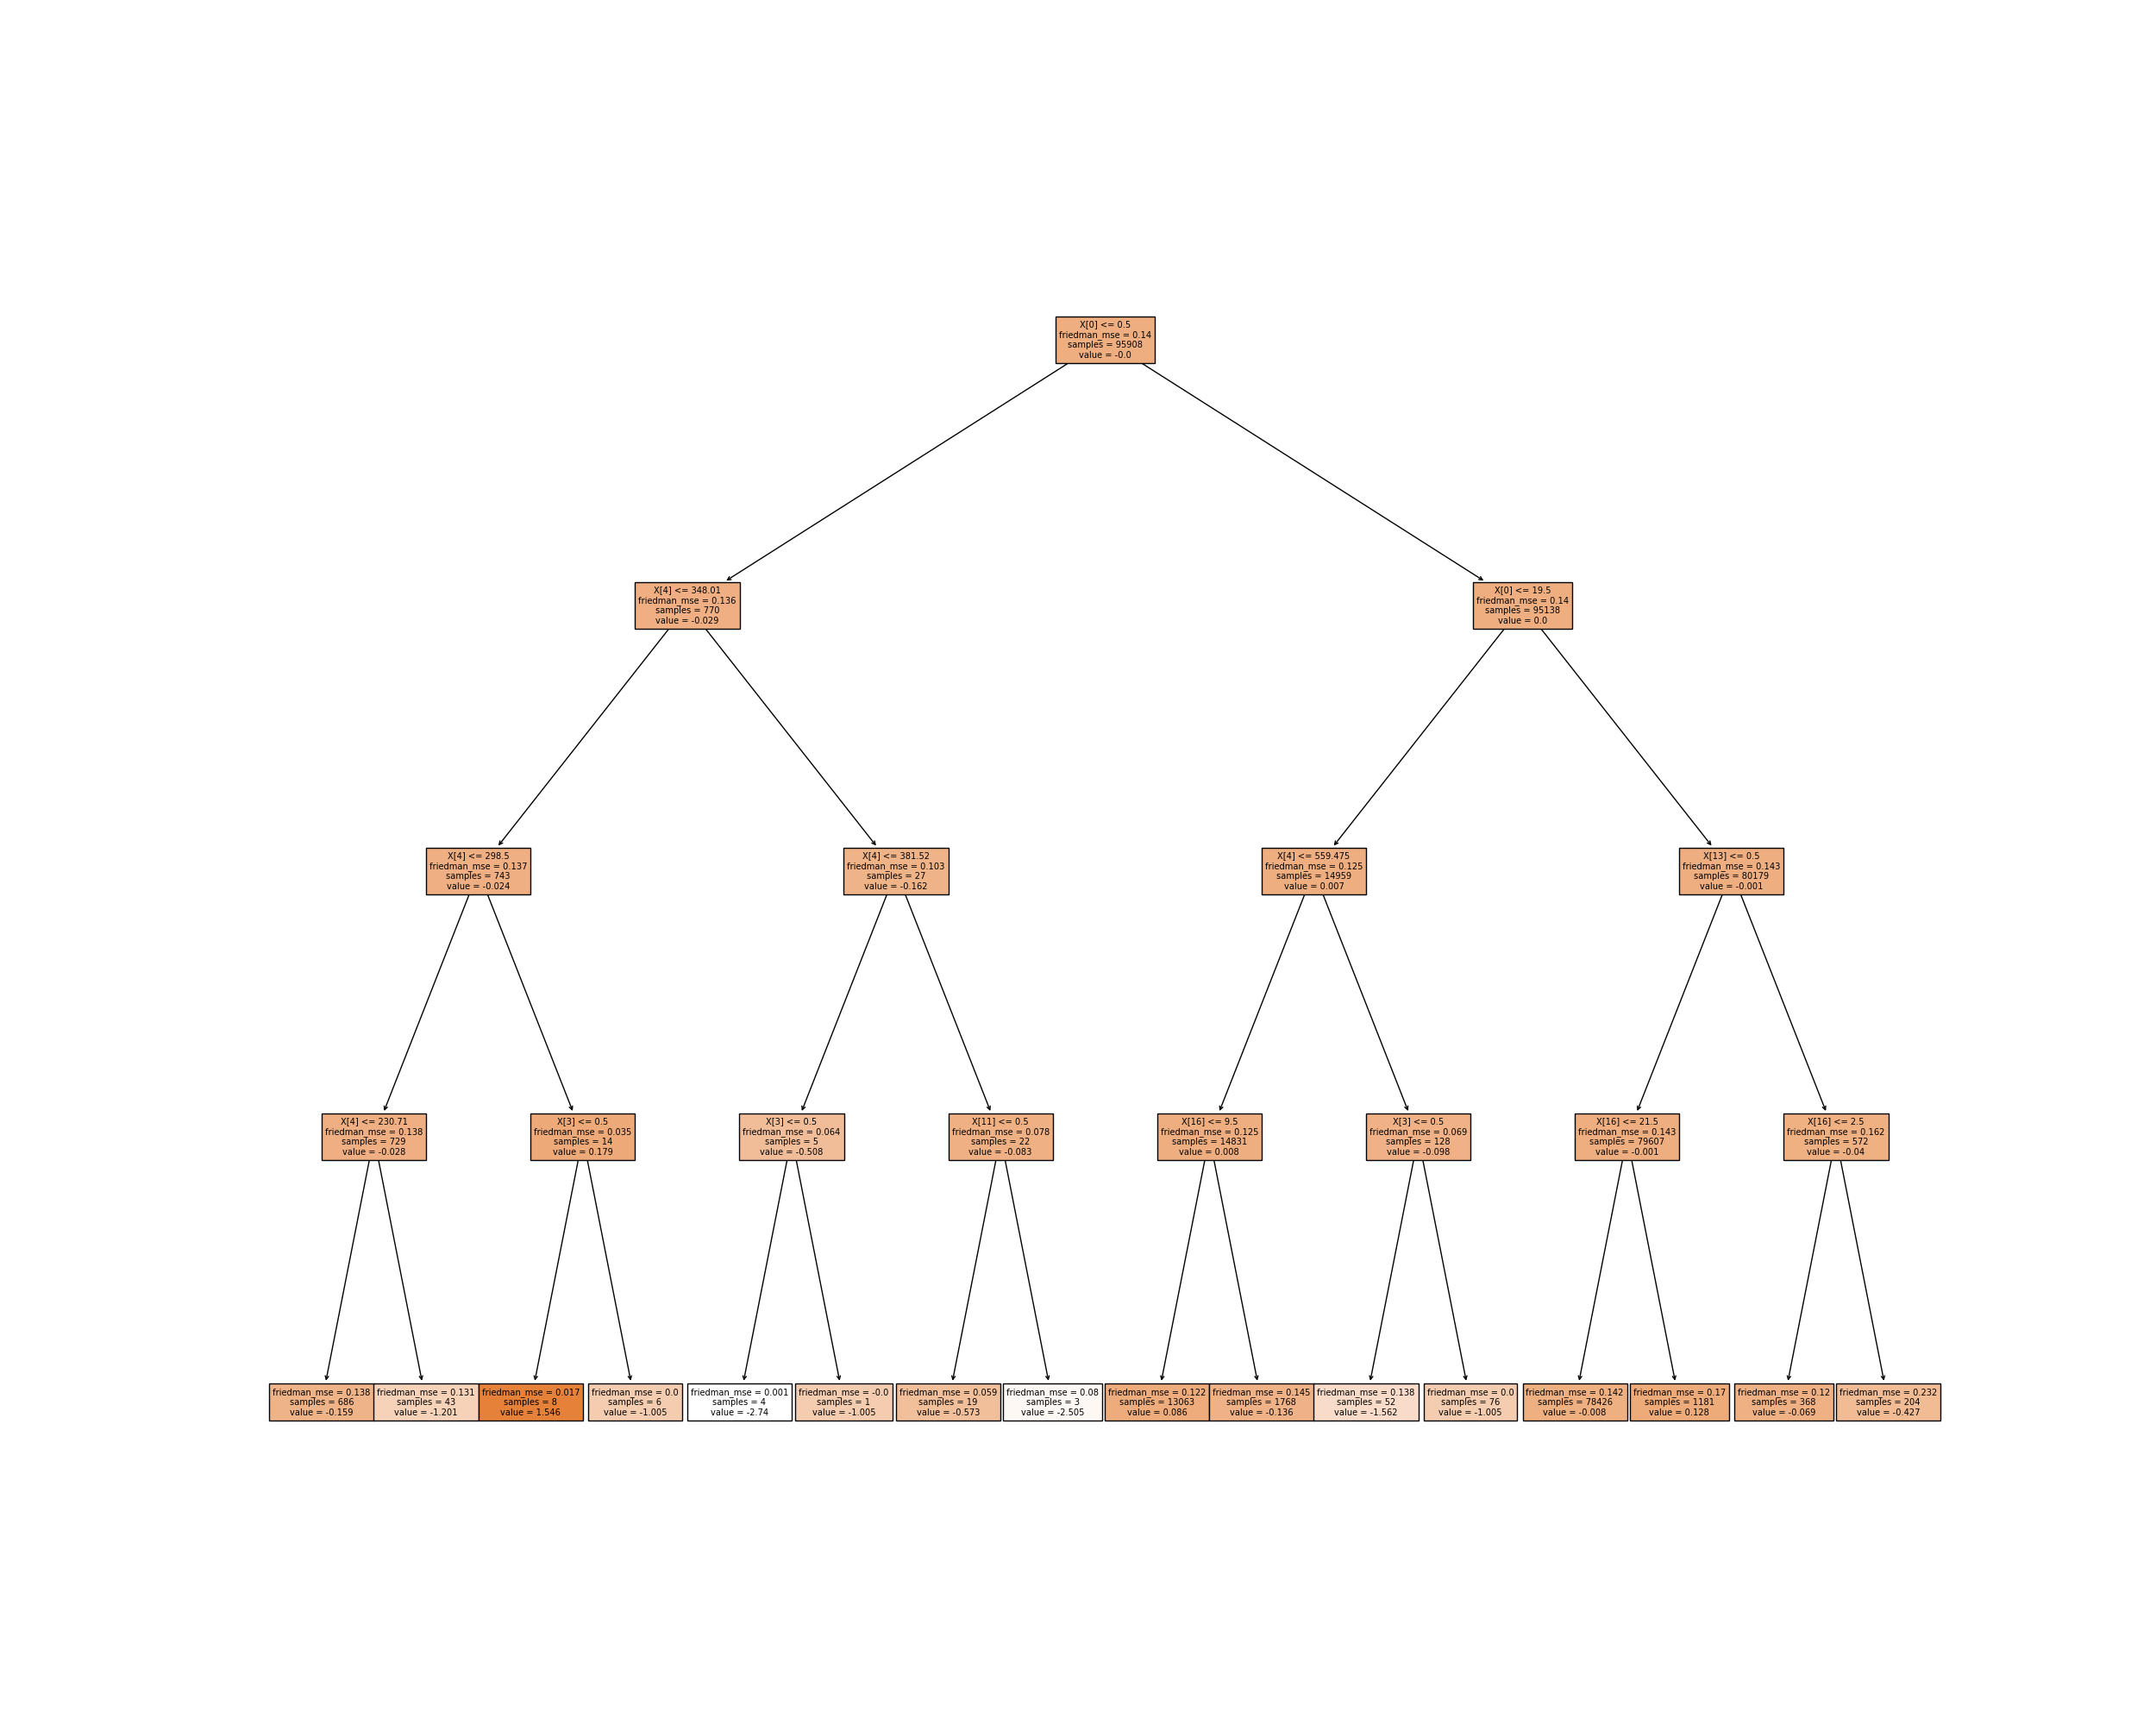 X[0] <= 0.5
friedman_mse = 0.14
samples = 95908
value = -0.0
X[4] <= 348.01
friedman_mse = 0.136
samples = 770
value = -0.029
X[0] <= 19.5
friedman_mse = 0.14
samples = 95138
value = 0.0
X[4] <= 298.5
friedman_mse = 0.137
samples = 743
value = -0.024
X[4] <= 381.52
friedman_mse = 0.103
samples = 27
value = -0.162
X[4] <= 559.475
friedman_mse = 0.125
samples = 14959
value = 0.007
X[13] <= 0.5
friedman_mse = 0.143
samples = 80179
value = -0.001
X[4] <= 230.71
friedman_mse = 0.138
samples = 729
value = -0.028
X[3] <= 0.5
friedman_mse = 0.035
samples = 14
value = 0.179
X[3] <= 0.5
friedman_mse = 0.064
samples = 5
value = -0.508
X[11] <= 0.5
friedman_mse = 0.078
samples = 22
value = -0.083
X[16] <= 9.5
friedman_mse = 0.125
samples = 14831
value = 0.008
X[3] <= 0.5
friedman_mse = 0.069
samples = 128
value = -0.098
X[16] <= 21.5
friedman_mse = 0.143
samples = 79607
value = -0.001
X[16] <= 2.5
friedman_mse = 0.162
samples = 572
value = -0.04
friedman_mse = 0.138
samples = 686
value = -0.159
friedman_mse = 0.131
samples = 43
value = -1.201
friedman_mse = 0.017
samples = 8
value = 1.546
friedman_mse = 0.0
samples = 6
value = -1.005
friedman_mse = 0.001
samples = 4
value = -2.74
friedman_mse = -0.0
samples = 1
value = -1.005
friedman_mse = 0.059
samples = 19
value = -0.573
friedman_mse = 0.08
samples = 3
value = -2.505
friedman_mse = 0.122
samples = 13063
value = 0.086
friedman_mse = 0.145
samples = 1768
value = -0.136
friedman_mse = 0.138
samples = 52
value = -1.562
friedman_mse = 0.0
samples = 76
value = -1.005
friedman_mse = 0.142
samples = 78426
value = -0.008
friedman_mse = 0.17
samples = 1181
value = 0.128
friedman_mse = 0.12
samples = 368
value = -0.069
friedman_mse = 0.232
samples = 204
value = -0.427